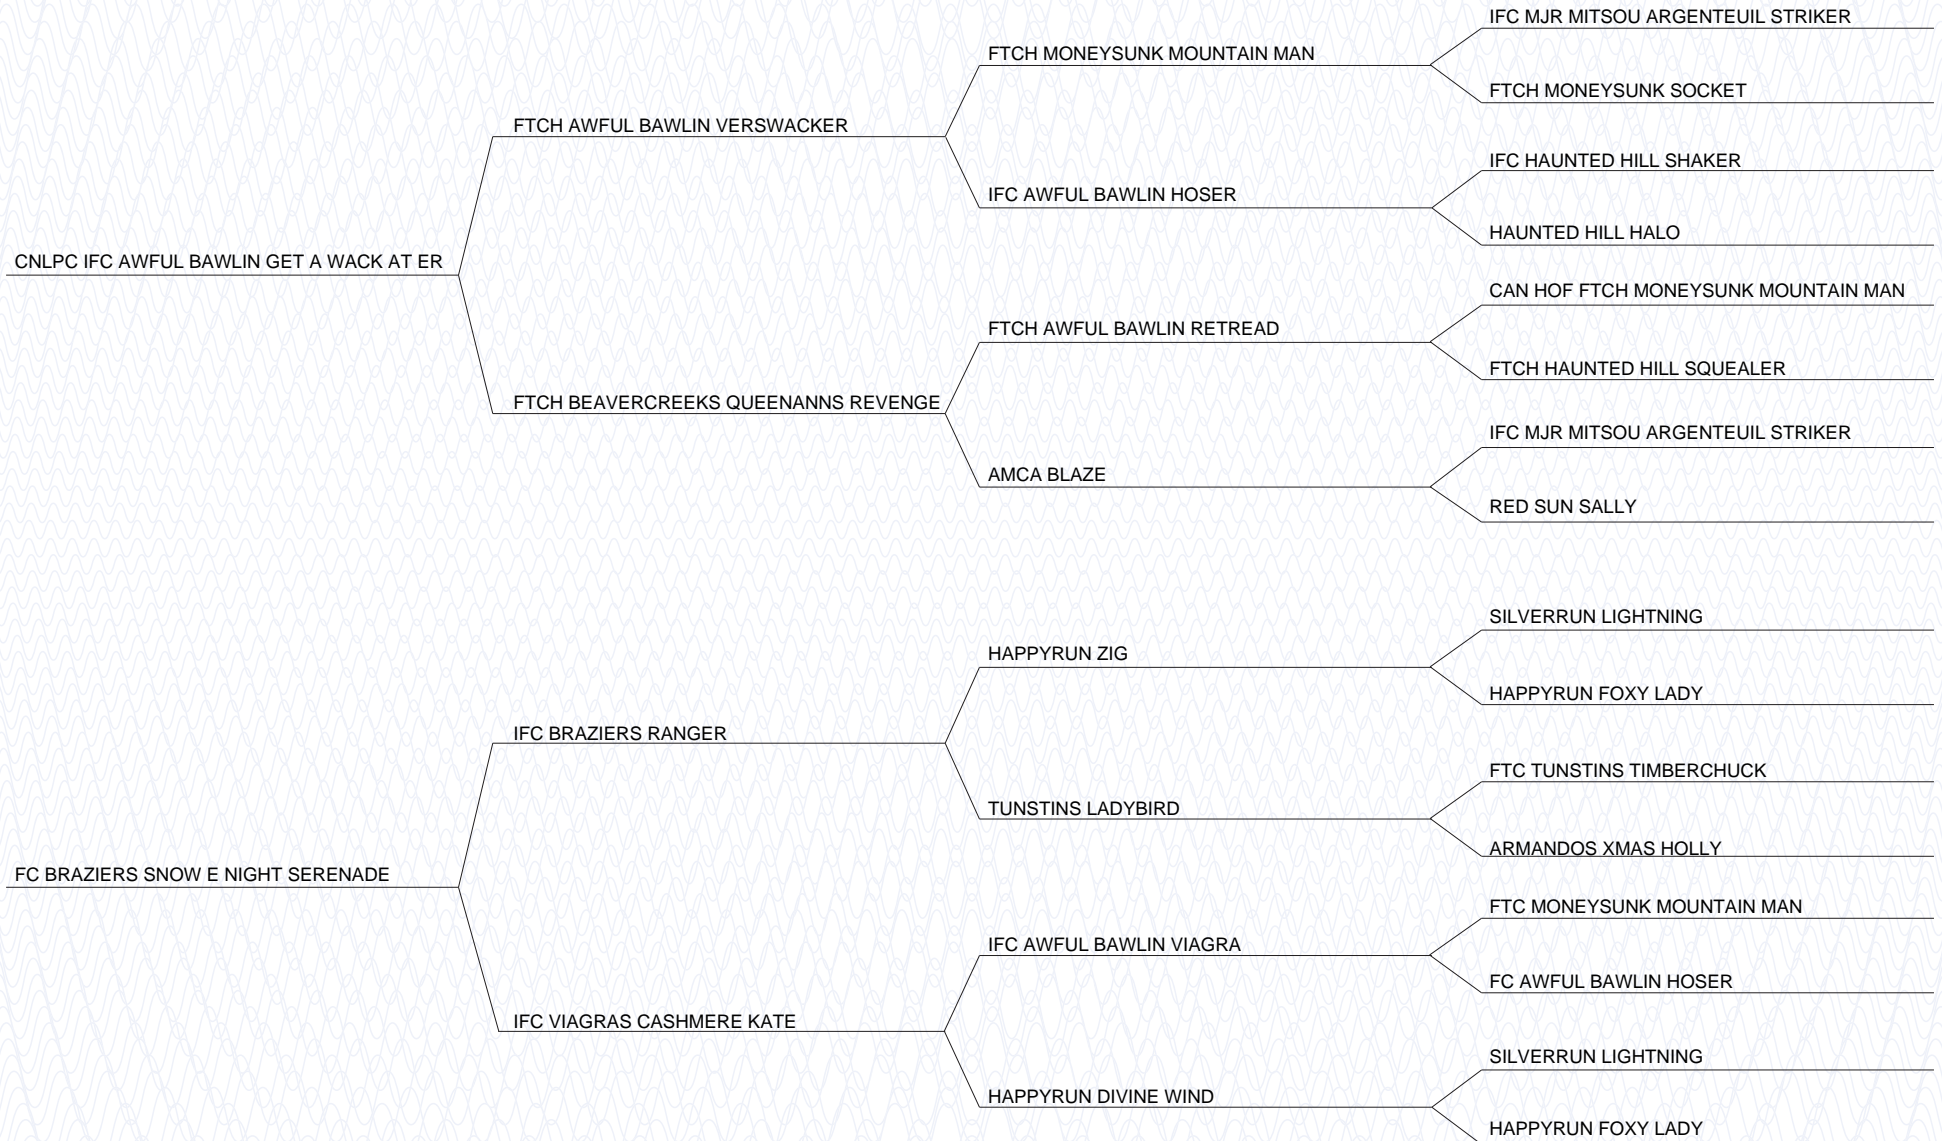 IFC MJR MITSOU ARGENTEUIL STRIKER
FTCH MONEYSUNK MOUNTAIN MAN
FTCH MONEYSUNK SOCKET
FTCH AWFUL BAWLIN VERSWACKER
IFC HAUNTED HILL SHAKER
IFC AWFUL BAWLIN HOSER
HAUNTED HILL HALO
CNLPC IFC AWFUL BAWLIN GET A WACK AT ER
CAN HOF FTCH MONEYSUNK MOUNTAIN MAN
FTCH AWFUL BAWLIN RETREAD
FTCH HAUNTED HILL SQUEALER
FTCH BEAVERCREEKS QUEENANNS REVENGE
IFC MJR MITSOU ARGENTEUIL STRIKER
AMCA BLAZE
RED SUN SALLY
SILVERRUN LIGHTNING
HAPPYRUN ZIG
HAPPYRUN FOXY LADY
IFC BRAZIERS RANGER
FTC TUNSTINS TIMBERCHUCK
TUNSTINS LADYBIRD
ARMANDOS XMAS HOLLY
FC BRAZIERS SNOW E NIGHT SERENADE
FTC MONEYSUNK MOUNTAIN MAN
IFC AWFUL BAWLIN VIAGRA
FC AWFUL BAWLIN HOSER
IFC VIAGRAS CASHMERE KATE
SILVERRUN LIGHTNING
HAPPYRUN DIVINE WIND
HAPPYRUN FOXY LADY